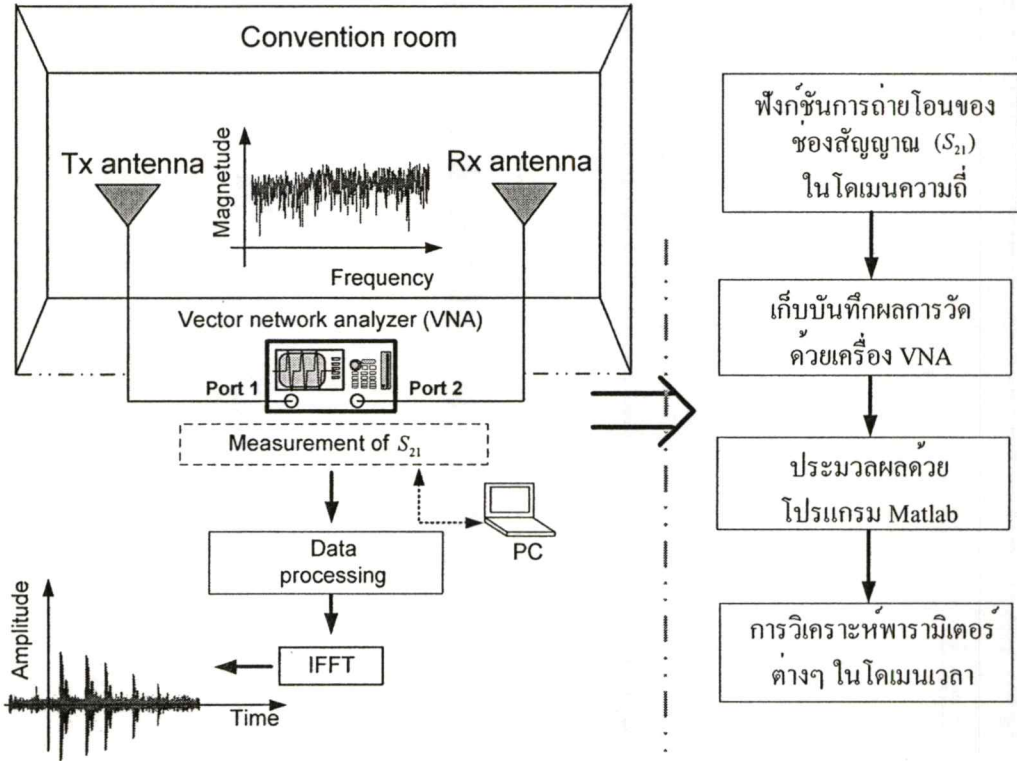 Convention room
Tx antenna
Rx antenna
Magnetude
Frequency
Vector network analyzer (VNA)
Port 1
Port 2
Measurement of S21
PC
Data
processing
IFFT
Amplitude
Time
ฟังก์ชันการถ่ายโอนของ
ช่องสัญญาณ (S21)
ในโดเมนความถี่
เก็บบันทึกผลการวัด
ด้วยเครื่อง VNA
ประมวลผลด้วย
โปรแกรม Matlab
การวิเคราะห์พารามิเตอร์
ต่างๆ ในโดเมนเวลา